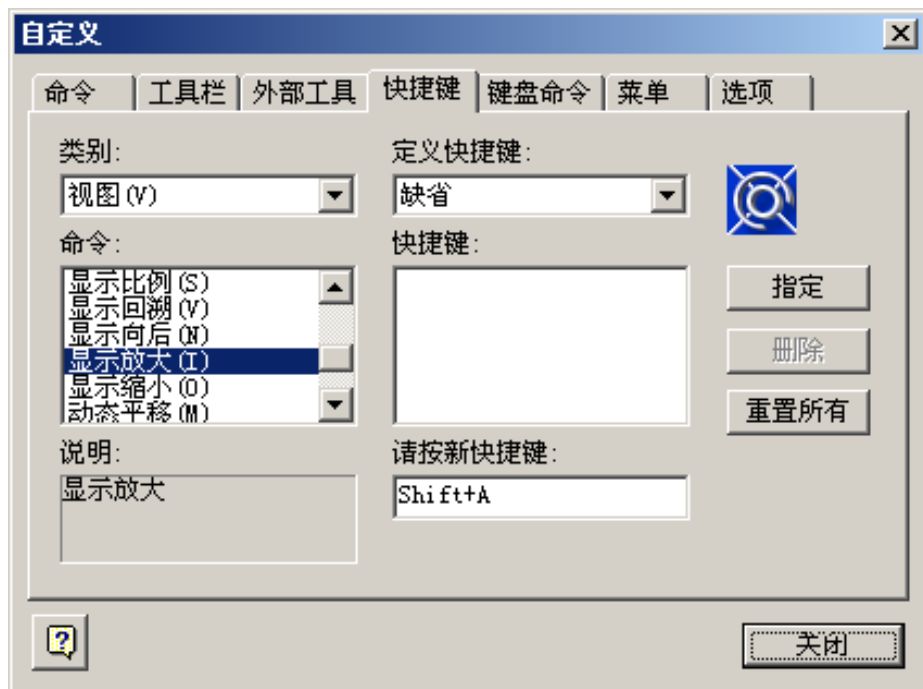 自定义
命令 工具栏 外部工具 快捷键 键盘命令 菜单 选项
类别:
视图(V)
命令:
显示比例(S)
显示回溯(V)
显示向后(N)
显示放大(I)
显示缩小(O)
动态平移(M)
说明:
显示放大
定义快捷键:
缺省
快捷键:
请按新快捷键:
Shift+A
指定
删除
重置所有
关闭